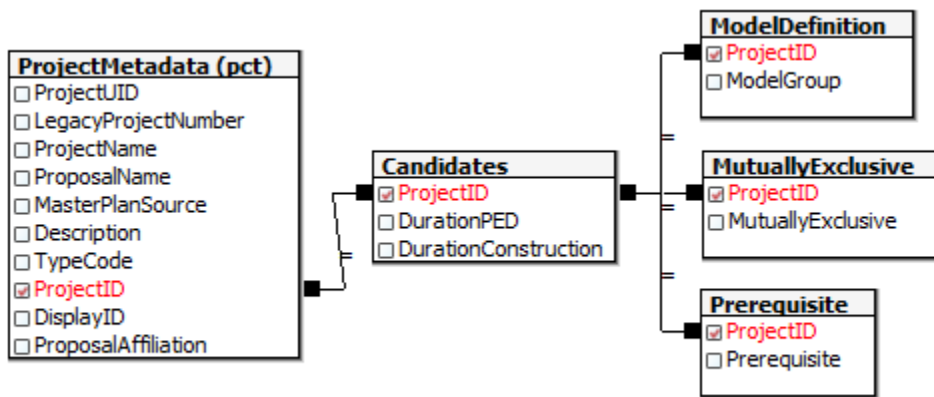 ProjectMetadata (pct)
ProjectUID
LegacyProjectNumber
ProjectName
ProposalName
MasterPlanSource
Description
TypeCode
ProjectID
DisplayID
ProposalAffiliation
Candidates
ProjectID
DurationPED
DurationConstruction
ModelDefinition
ProjectID
ModelGroup
MutuallyExclusive
ProjectID
MutuallyExclusive
Prerequisite
ProjectID
Prerequisite
=
=
=
=